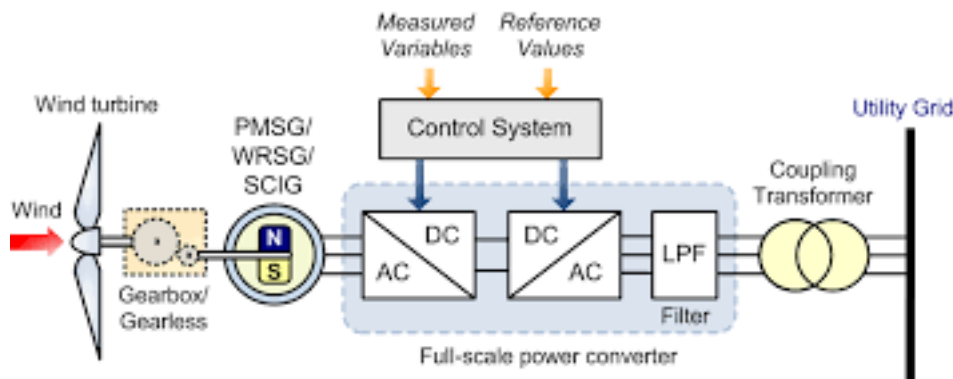 Measured
Variables
Reference
Values
Wind turbine
Control System
Utility Grid
PMSG/
WRSG/
SCIG
Coupling
Transformer
Wind
N
S
DC
AC
DC
AC
LPF
Gearbox/
Gearless
Filter
Full-scale power converter